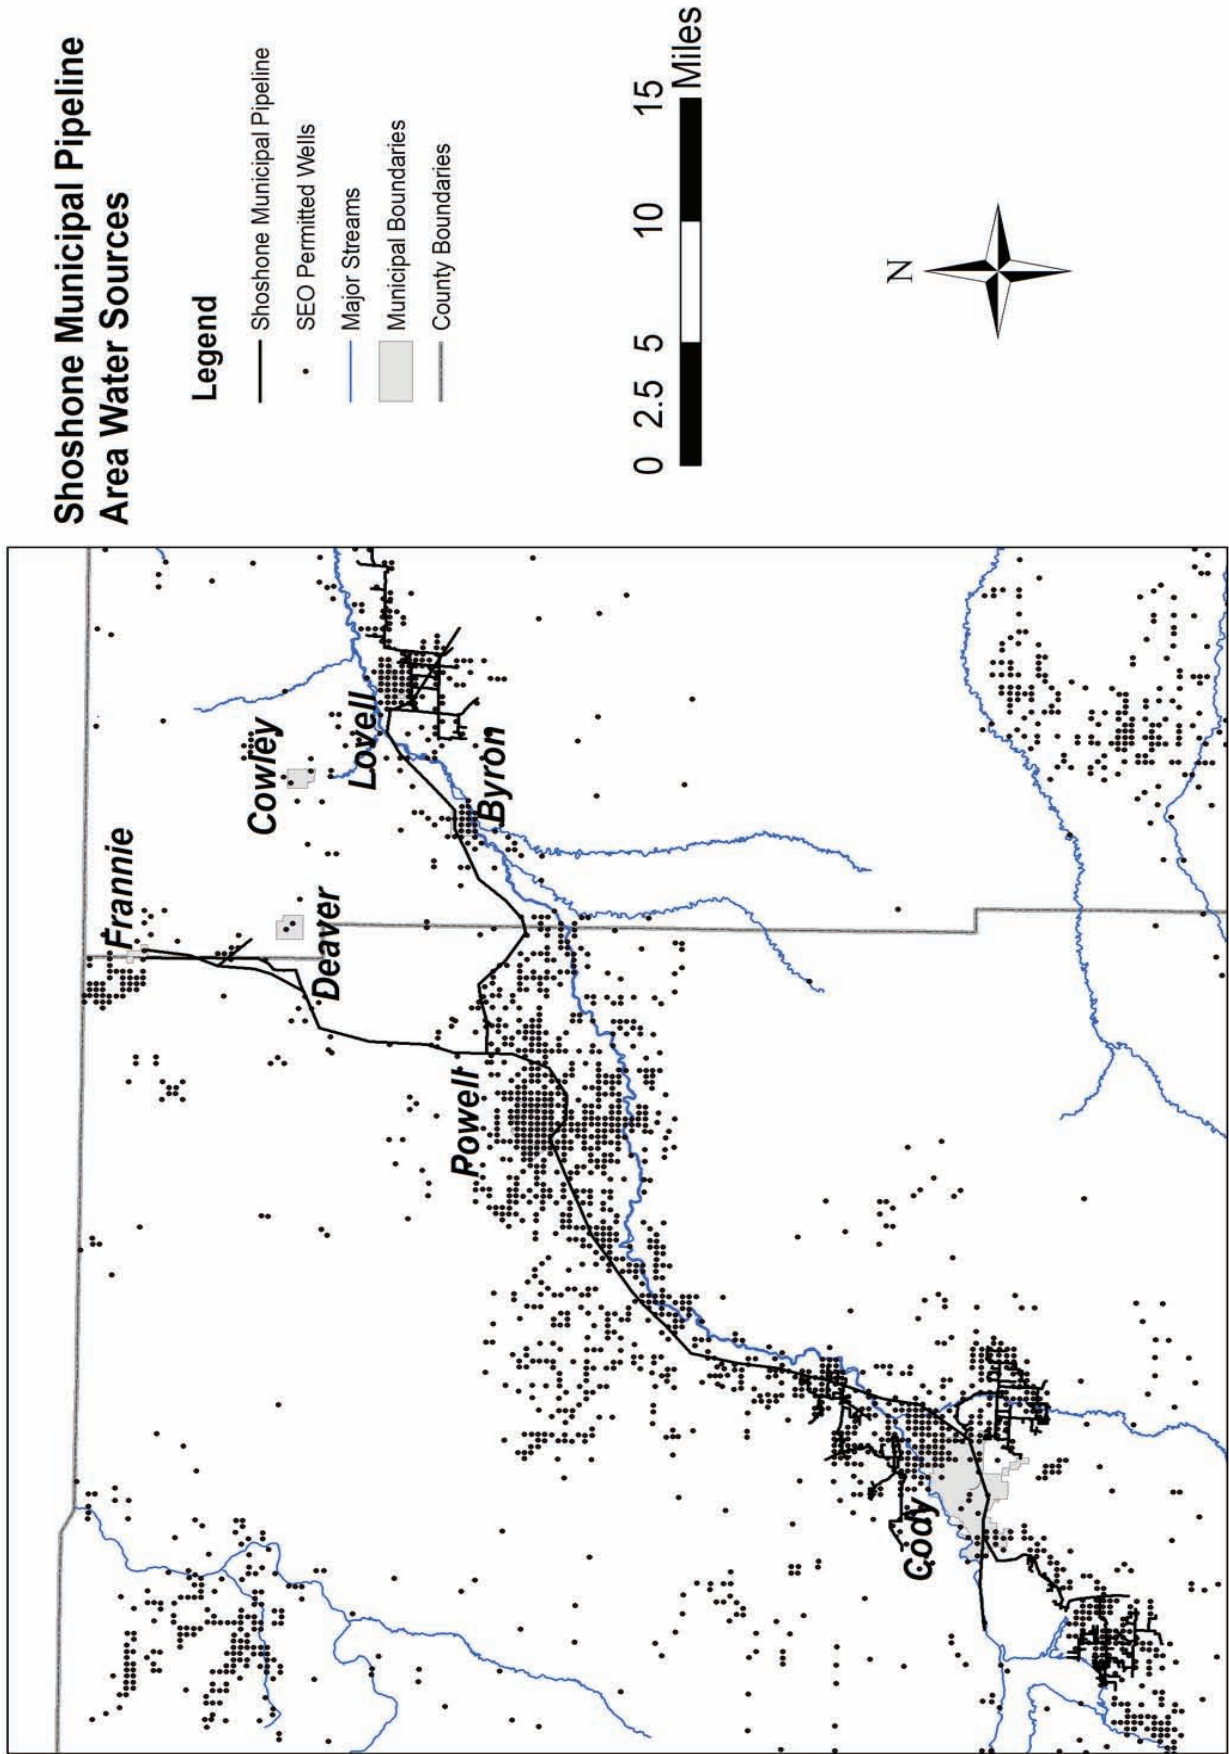 Shoshone Municipal Pipeline
Area Water Sources
Legend
Shoshone Municipal Pipeline
SEO Permitted Wells
Major Streams
Municipal Boundaries
County Boundaries
0 2.5 5 10 15
Miles
N
Frannie
Cowley
Deaver
Lovell
Byron
Powell
Cody